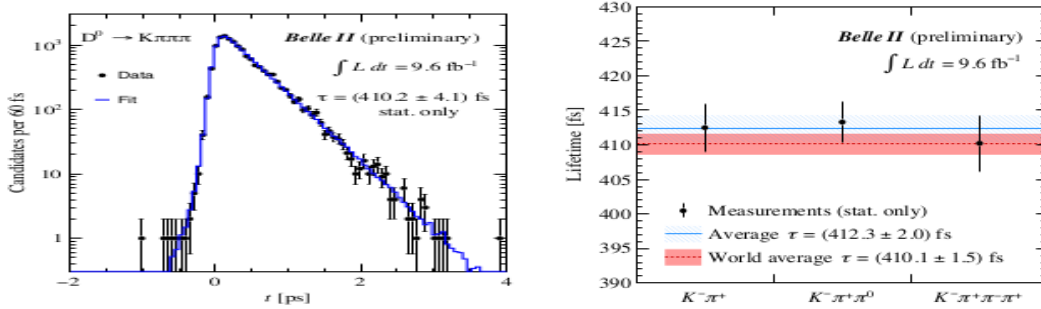 D⁰ → Kπππ
Belle II (preliminary)
∫ L dt = 9.6 fb⁻¹
Data
Fit
τ = (410.2 ± 4.1) fs
stat. only
Candidates per 60 fs
10³
10²
10
1
−2
0
2
4
t [ps]
Belle II (preliminary)
∫ L dt = 9.6 fb⁻¹
Lifetime [fs]
430
425
420
415
410
405
400
395
390
Measurements (stat. only)
Average τ = (412.3 ± 2.0) fs
World average τ = (410.1 ± 1.5) fs
K⁻π⁺
K⁻π⁺π⁰
K⁻π⁺π⁻π⁺